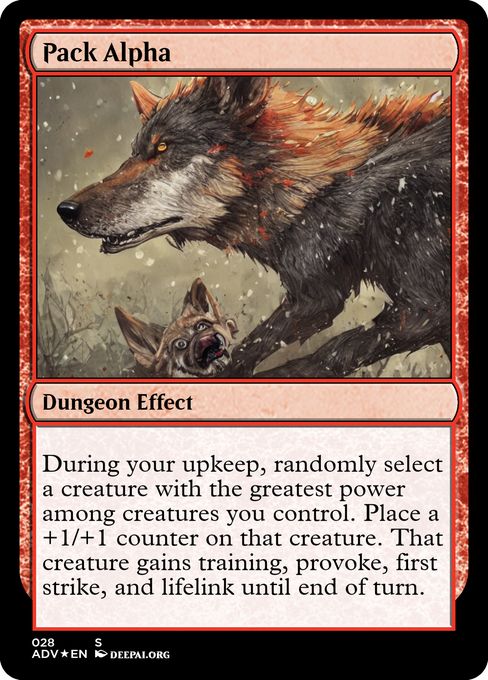 Pack Alpha
Dungeon Effect
During your upkeep, randomly select
a creature with the greatest power
among creatures you control. Place a
+1/+1 counter on that creature. That
creature gains training, provoke, first
strike, and lifelink until end of turn.
028 S
ADV★EN DEEPAI.ORG